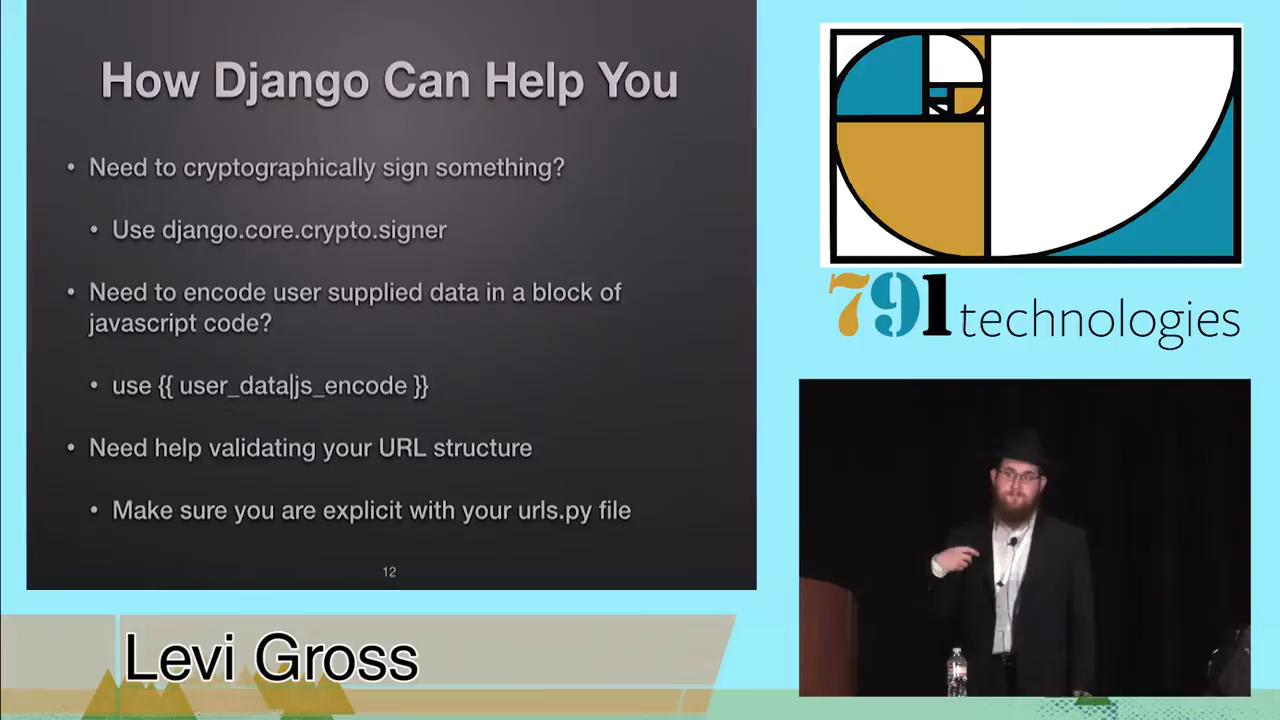 How Django Can Help You
• Need to cryptographically sign something?
• Use django.core.crypto.signer
• Need to encode user supplied data in a block of
javascript code?
• use {{ user_data|js_encode }}
• Need help validating your URL structure
• Make sure you are explicit with your urls.py file
12
791 technologies
Levi Gross